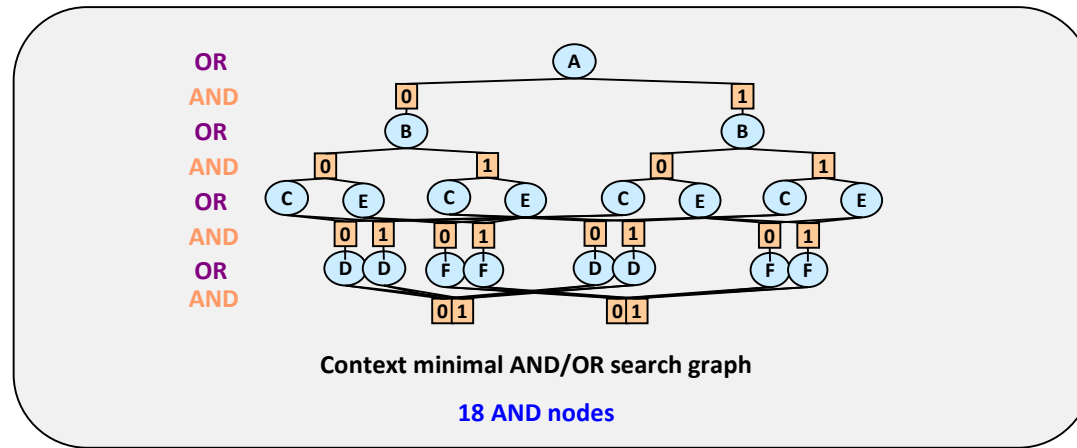 OR A
AND 0 1
OR B B
AND 0 1 0 1
OR C E C E C E C E
AND 0 1 0 1 0 1 0 1
OR D D F F D D F F
AND 0 1 0 1
Context minimal AND/OR search graph
18 AND nodes